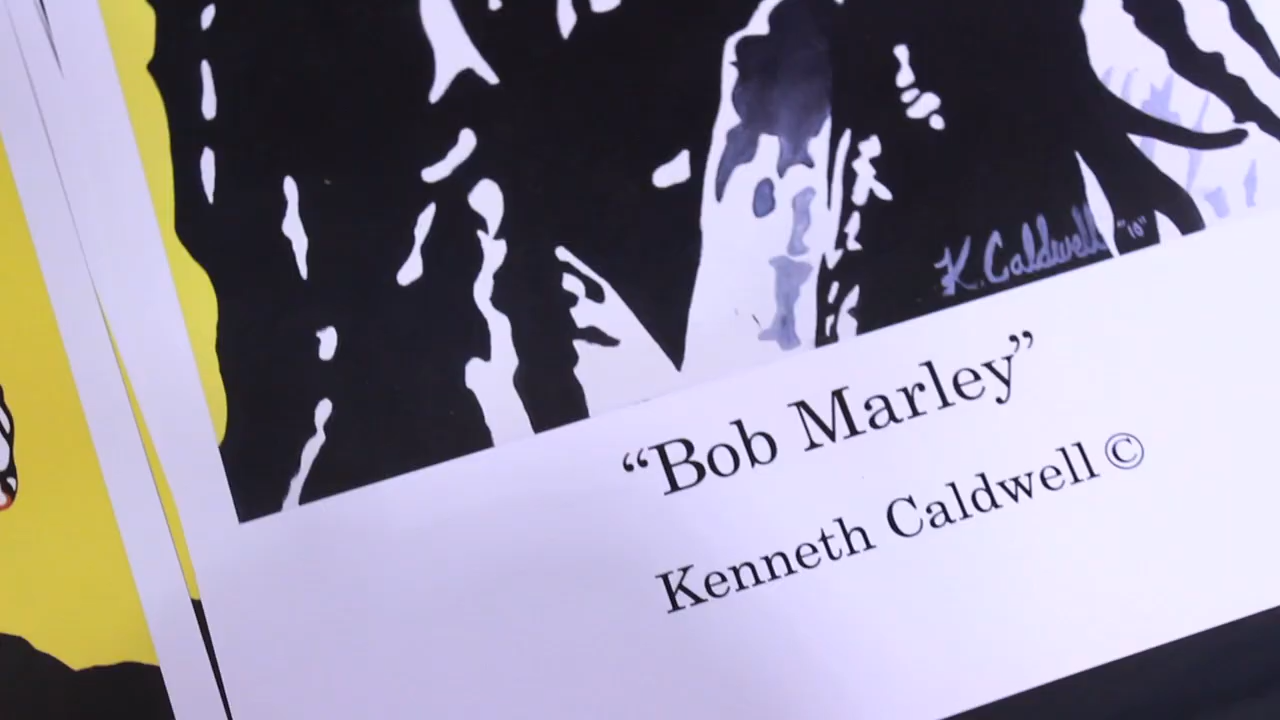 K. Caldwell "10"
“Bob Marley”
Kenneth Caldwell ©